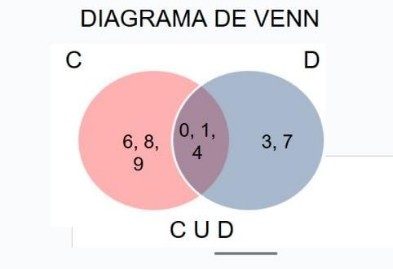 DIAGRAMA DE VENN
C D
6, 8,
9
0, 1,
4
3, 7
C U D